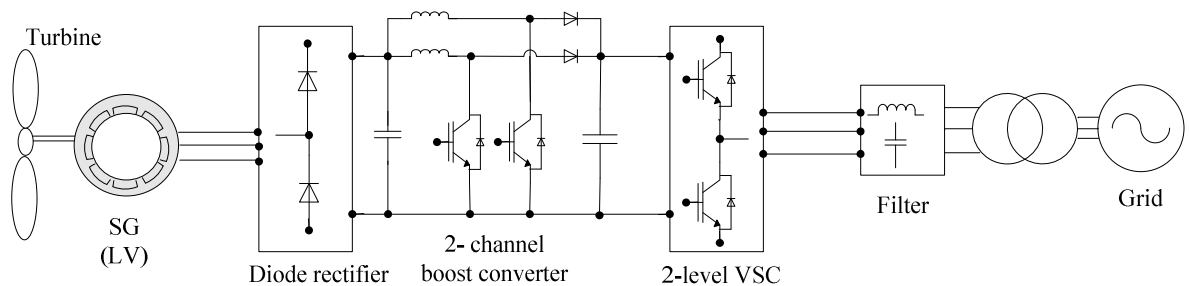 Turbine
SG
(LV)
Diode rectifier
2- channel
boost converter
2-level VSC
Filter
Grid